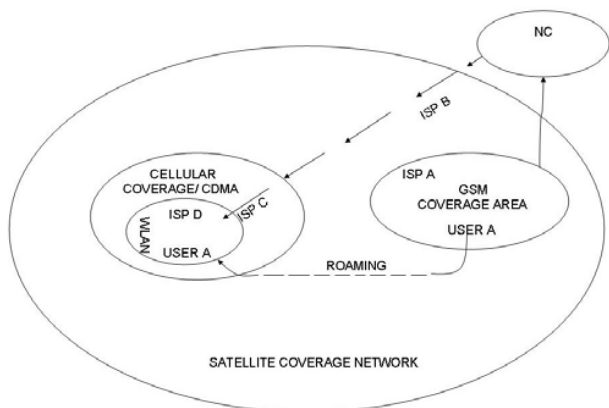 NC
ISP B
CELLULAR
COVERAGE/ CDMA
ISP C
ISP D
WLAN
USER A
ISP A
GSM
COVERAGE AREA
USER A
ROAMING
SATELLITE COVERAGE NETWORK